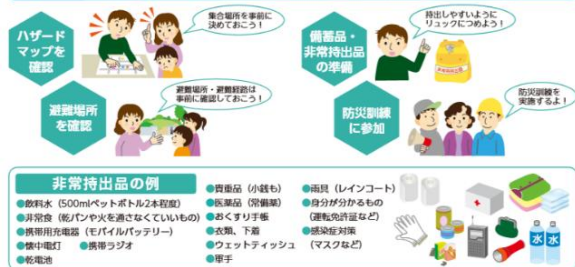 ハザード
マップを
確認
集合場所を事前に
決めておこう！
備蓄品・
非常持出品
の準備
持出しやすいように
リュックにつめよう！
避難場所
を確認
避難場所・避難経路は
事前に確認しておこう！
防災訓練
に参加
防災訓練を
実施するよ！
非常持出品の例
●飲料水（500mlペットボトル2本程度）
●非常食（乾パンや火を通さなくていいもの）
●携帯用充電器（モバイルバッテリー）
●懐中電灯　●携帯ラジオ
●乾電池
●貴重品（小銭も）
●医薬品（常備薬）
●おくすり手帳
●衣類、下着
●ウェットティッシュ
●軍手
●雨具（レインコート）
●身分が分かるもの
（運転免許証など）
●感染症対策
（マスクなど）
水 水